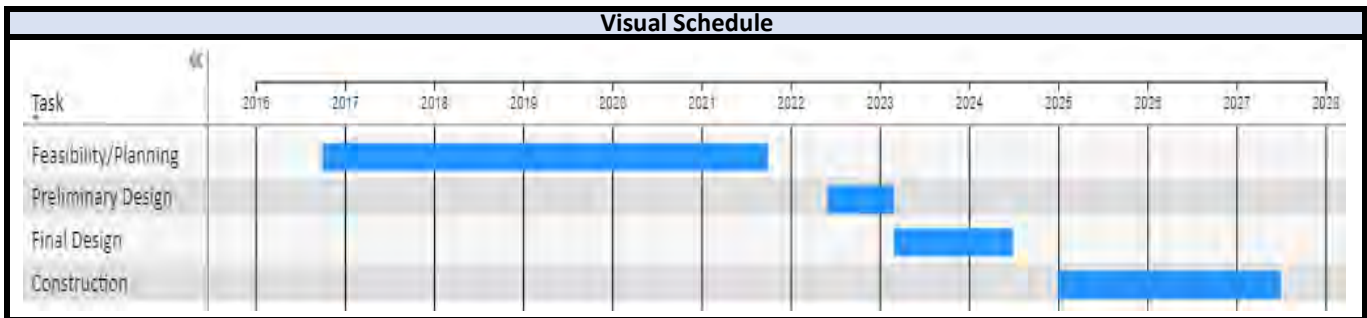 Visual Schedule
«
Task 2016 2017 2018 2019 2020 2021 2022 2023 2024 2025 2026 2027 2028
Feasibility/Planning
Preliminary Design
Final Design
Construction